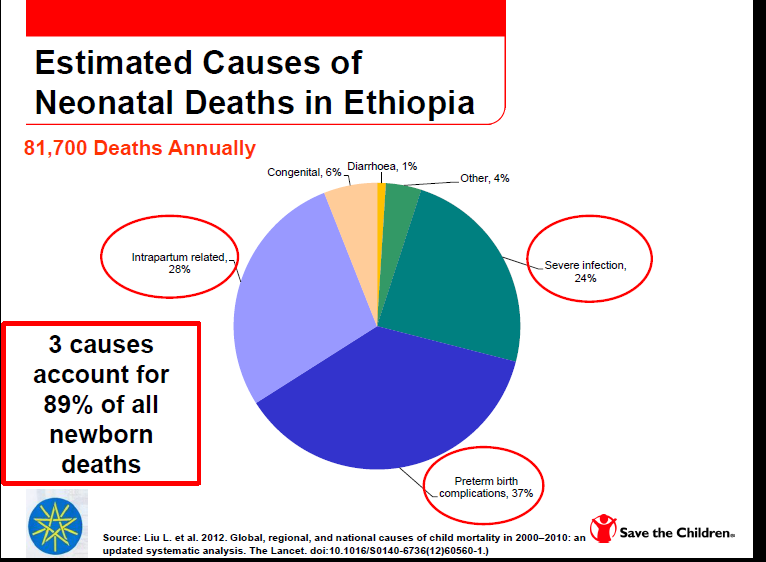 Estimated Causes of
Neonatal Deaths in Ethiopia
81,700 Deaths Annually
Congenital, 6%
Diarrhoea, 1%
Other, 4%
Intrapartum related,
28%
Severe infection,
24%
3 causes
account for
89% of all
newborn
deaths
Preterm birth
complications, 37%
Source: Liu L. et al. 2012. Global, regional, and national causes of child mortality in 2000–2010: an
updated systematic analysis. The Lancet. doi:10.1016/S0140-6736(12)60560-1.)
Save the Children®